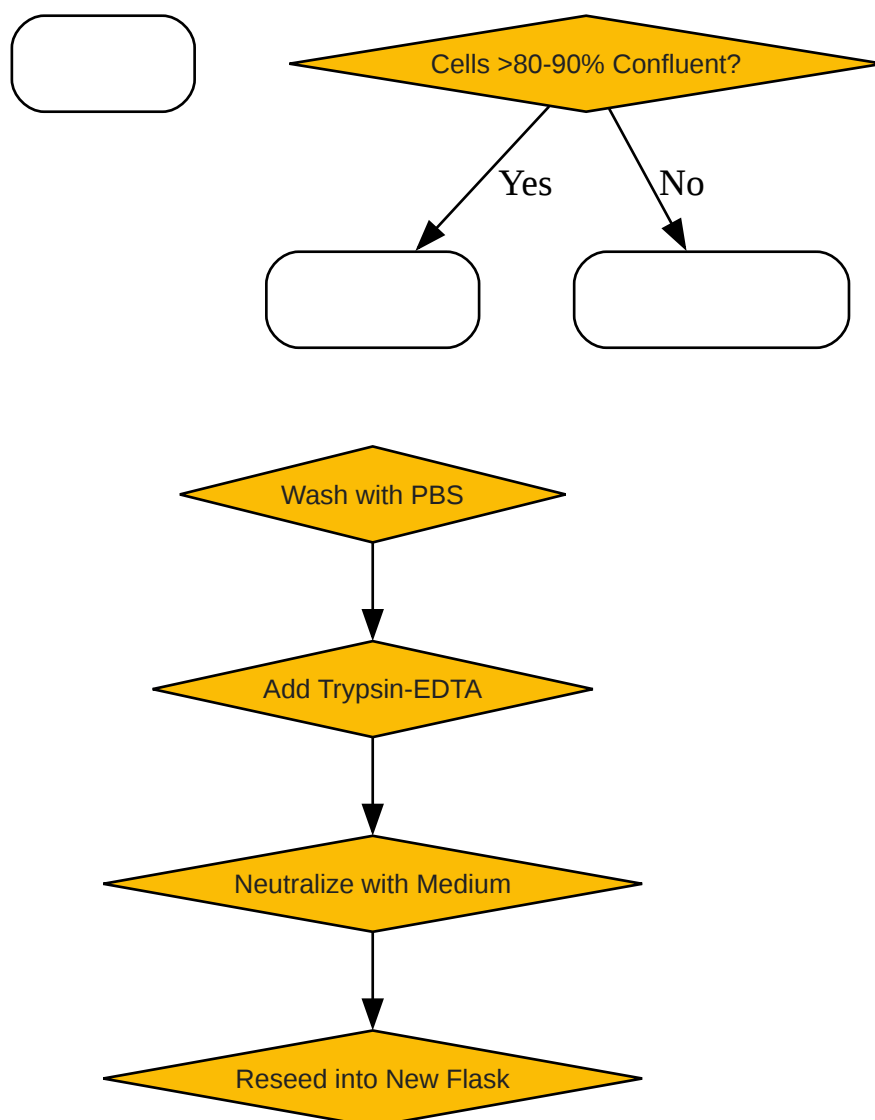 Cells >80-90% Confluent?
Yes
No
Wash with PBS
Add Trypsin-EDTA
Neutralize with Medium
Reseed into New Flask